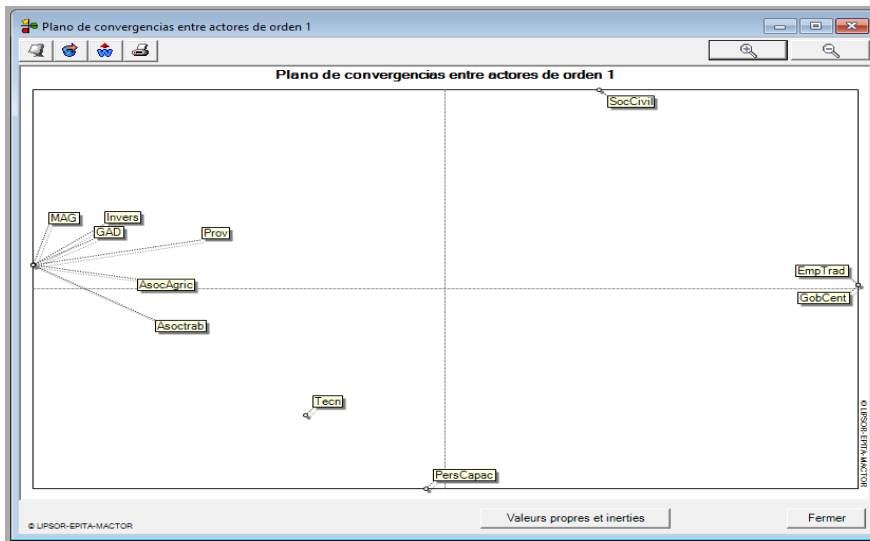 Plano de convergencias entre actores de orden 1
Plano de convergencias entre actores de orden 1
SocCivil
MAG
Invers
GAD
Prov
EmpTrad
AsocAgric
GobCent
Asoctrab
Tecn
PersCapac
© LIPSOR-EPITA-MACTOR
© LIPSOR-EPITA-MACTOR
Valeurs propres et inerties
Fermer